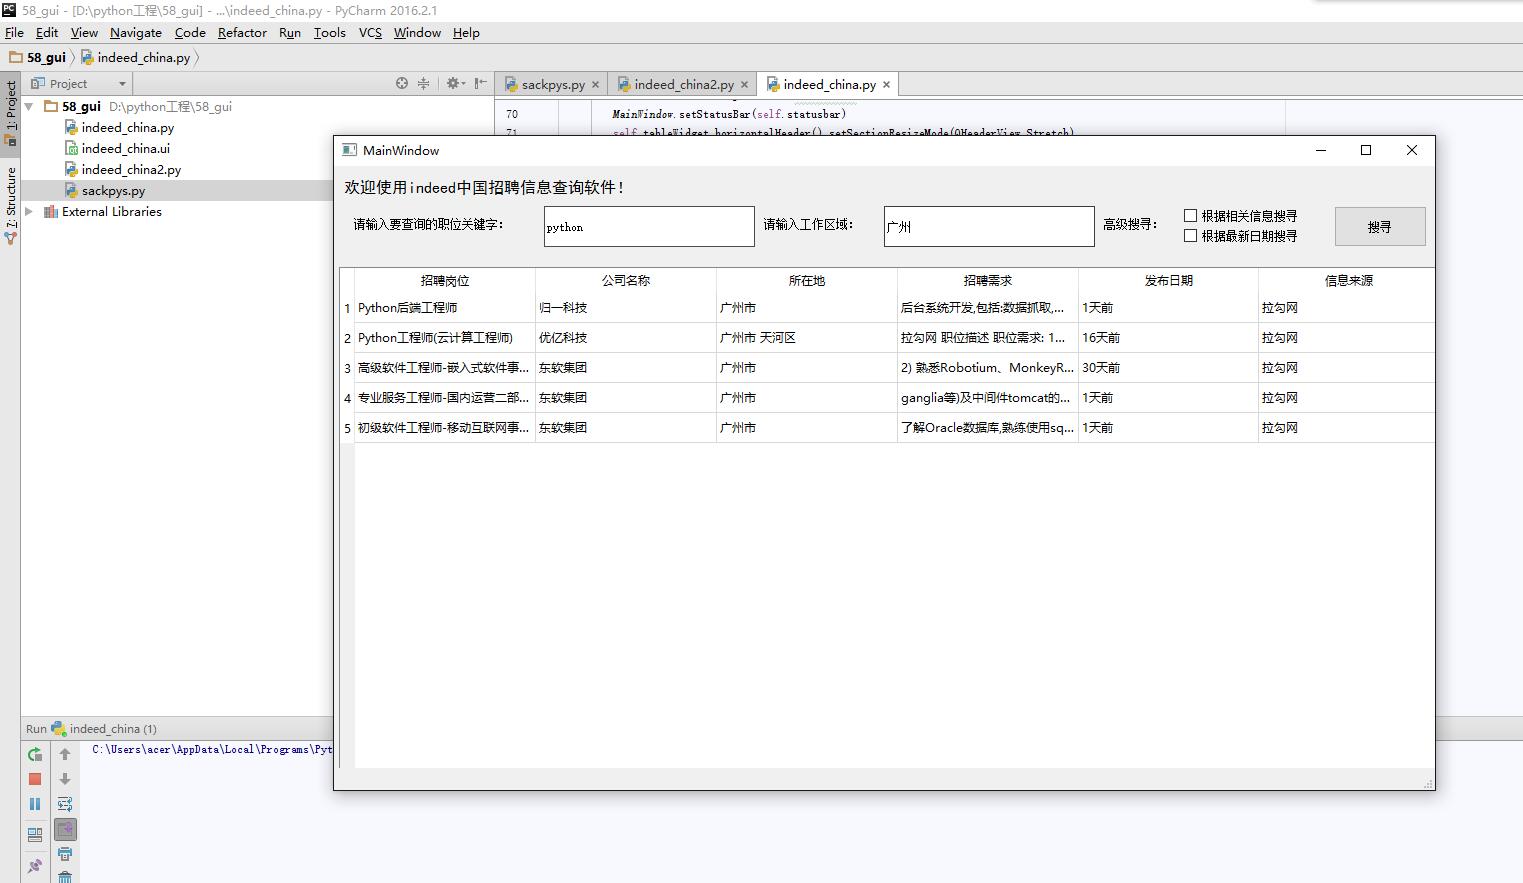 58_gui - [D:\python工程\58_gui] - ...\indeed_china.py - PyCharm 2016.2.1
File Edit View Navigate Code Refactor Run Tools VCS Window Help
58_gui indeed_china.py
Project
sackpys.py indeed_china2.py indeed_china.py
1: Project
7: Structure
58_gui D:\python工程\58_gui
indeed_china.py
indeed_china.ui
indeed_china2.py
sackpys.py
External Libraries
70 MainWindow.setStatusBar(self.statusbar)
71 self.tableWidget.horizontalHeader().setSectionResizeMode(QHeaderView.Stretch)
MainWindow
欢迎使用indeed中国招聘信息查询软件！
请输入要查询的职位关键字： python 请输入工作区域： 广州 高级搜寻： 根据相关信息搜寻
根据最新日期搜寻
搜寻
招聘岗位 公司名称 所在地 招聘需求 发布日期 信息来源
1 Python后端工程师 归一科技 广州市 后台系统开发,包括:数据抓取,... 1天前 拉勾网
2 Python工程师(云计算工程师) 优亿科技 广州市 天河区 拉勾网 职位描述 职位需求: 1... 16天前 拉勾网
3 高级软件工程师-嵌入式软件事... 东软集团 广州市 2) 熟悉Robotium、MonkeyR... 30天前 拉勾网
4 专业服务工程师-国内运营二部... 东软集团 广州市 ganglia等)及中间件tomcat的... 1天前 拉勾网
5 初级软件工程师-移动互联网事... 东软集团 广州市 了解Oracle数据库,熟练使用sq... 1天前 拉勾网
Run indeed_china (1)
C:\Users\acer\AppData\Local\Programs\Pyt